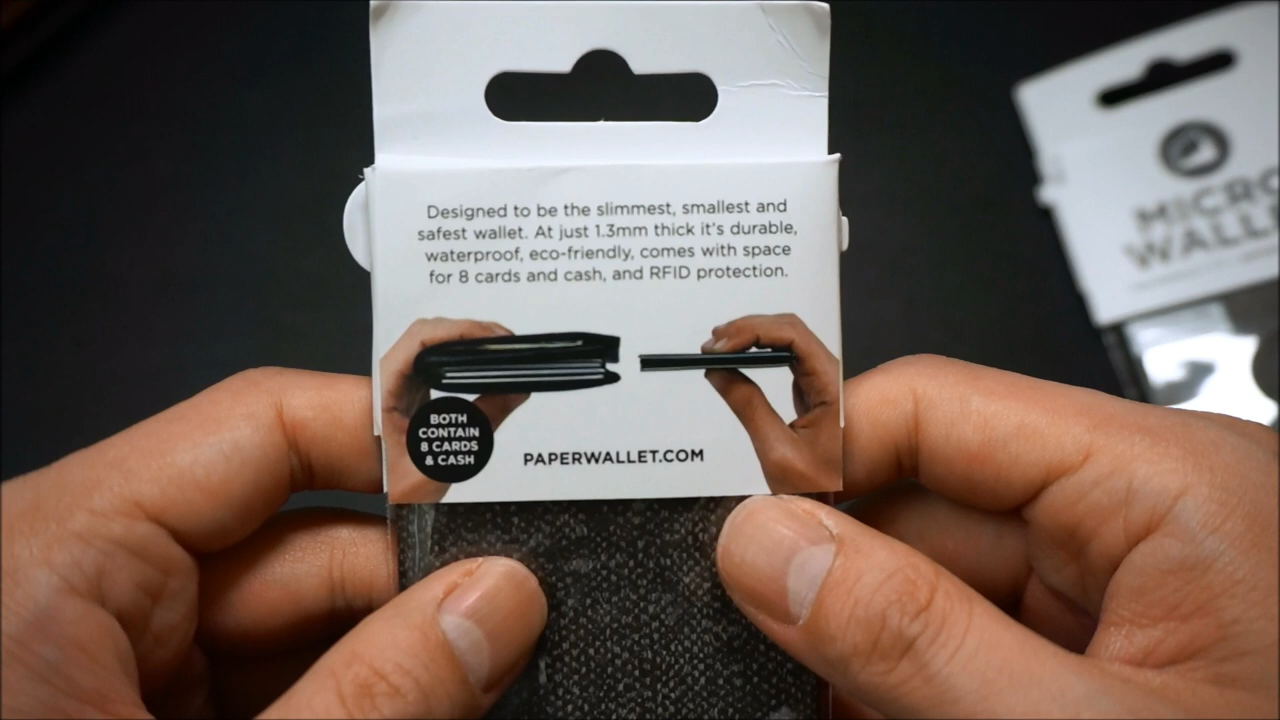 Designed to be the slimmest, smallest and
safest wallet. At just 1.3mm thick it's durable,
waterproof, eco-friendly, comes with space
for 8 cards and cash, and RFID protection.
BOTH
CONTAIN
8 CARDS
& CASH
PAPERWALLET.COM
MICRO